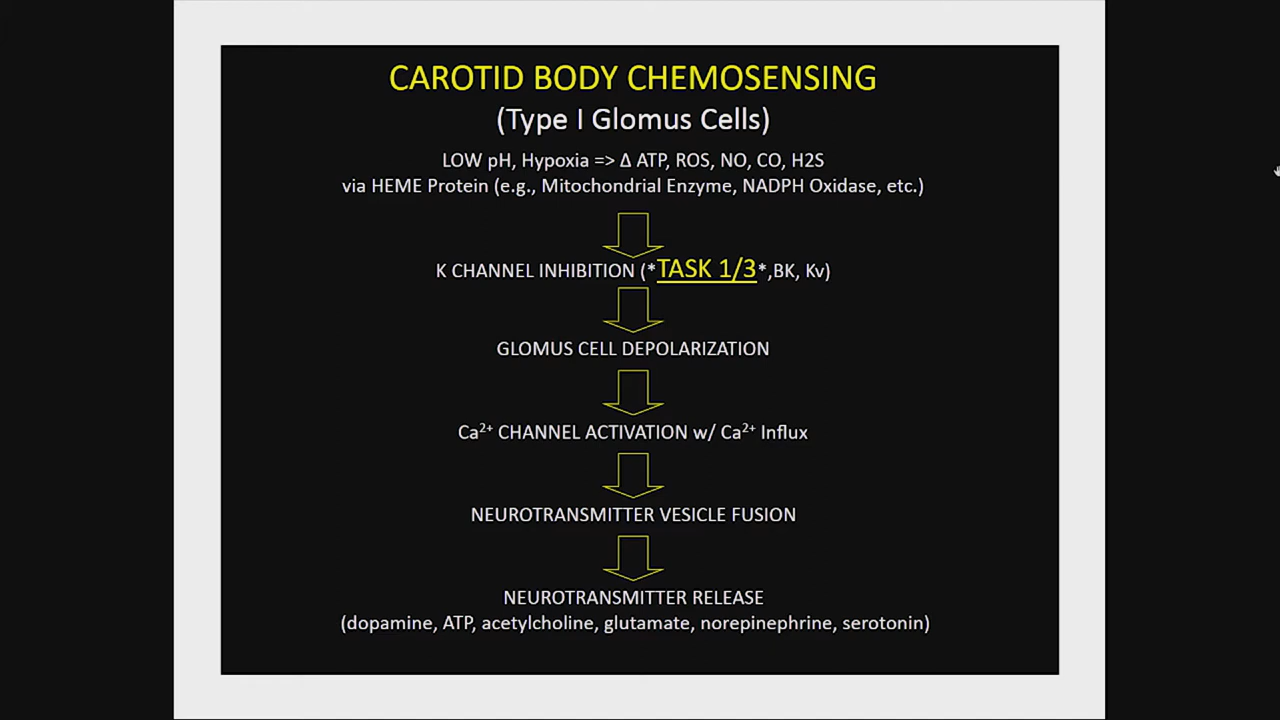 CAROTID BODY CHEMOSENSING
(Type I Glomus Cells)
LOW pH, Hypoxia => Δ ATP, ROS, NO, CO, H2S
via HEME Protein (e.g., Mitochondrial Enzyme, NADPH Oxidase, etc.)
K CHANNEL INHIBITION (*TASK 1/3*,BK, Kv)
GLOMUS CELL DEPOLARIZATION
Ca²⁺ CHANNEL ACTIVATION w/ Ca²⁺ Influx
NEUROTRANSMITTER VESICLE FUSION
NEUROTRANSMITTER RELEASE
(dopamine, ATP, acetylcholine, glutamate, norepinephrine, serotonin)